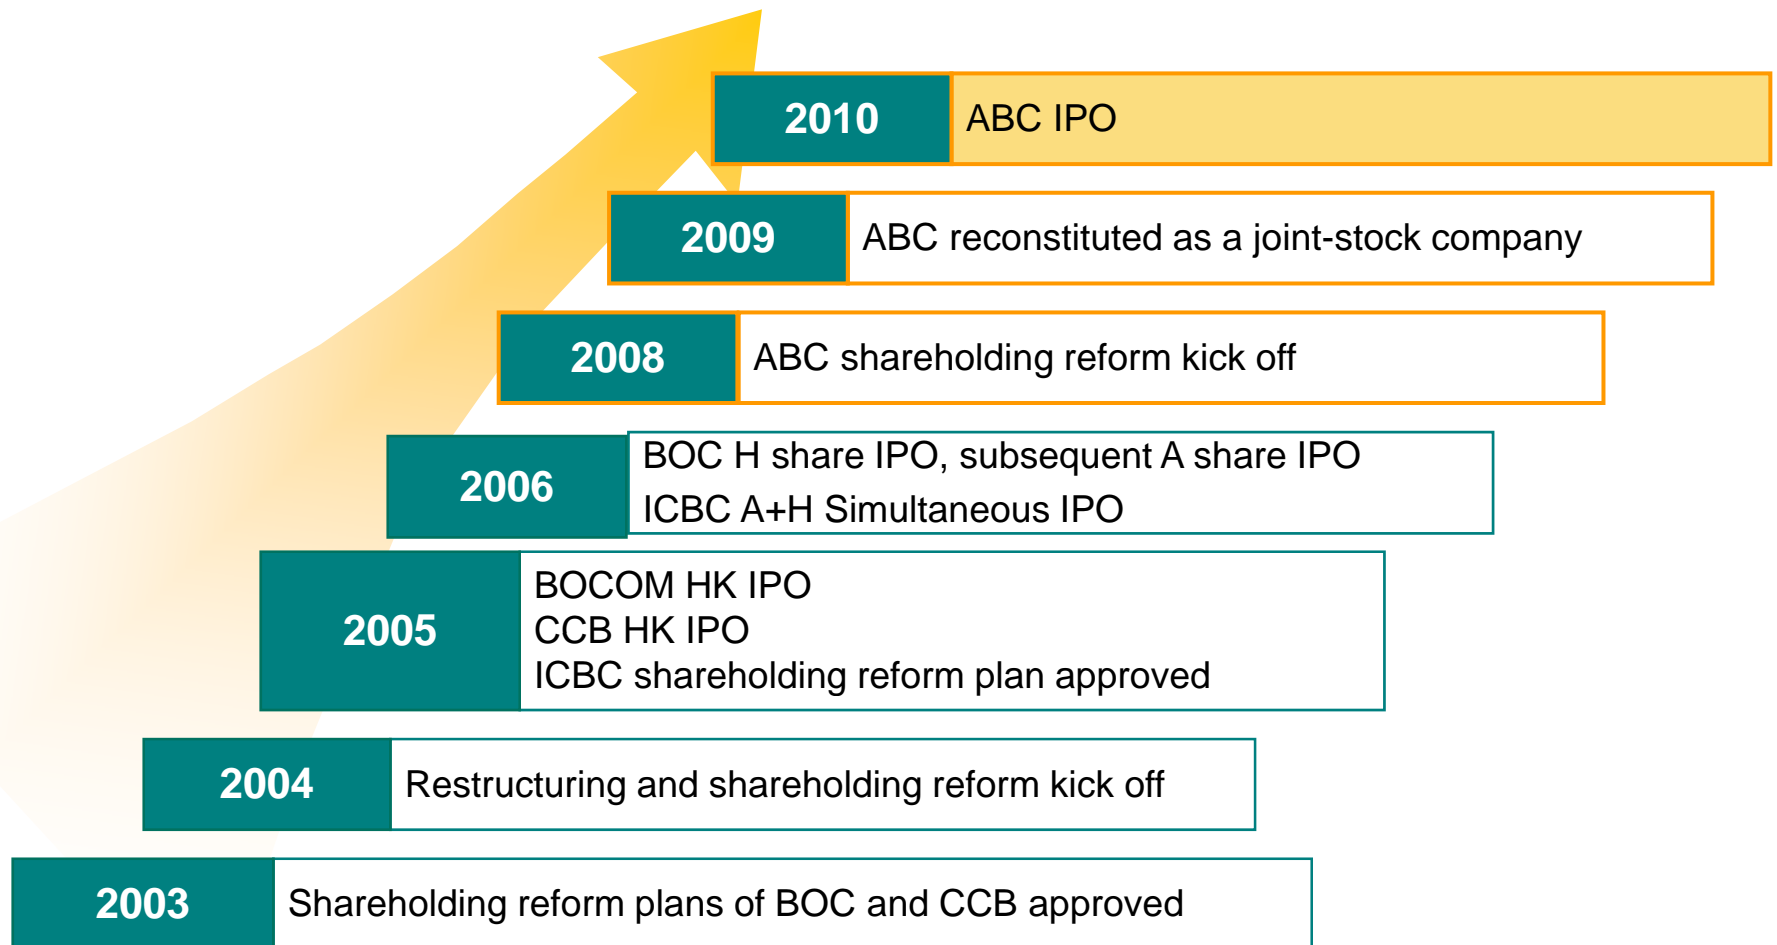 2010
ABC IPO
2009
ABC reconstituted as a joint-stock company
2008
ABC shareholding reform kick off
2006
BOC H share IPO, subsequent A share IPO
ICBC A+H Simultaneous IPO
2005
BOCOM HK IPO
CCB HK IPO
ICBC shareholding reform plan approved
2004
Restructuring and shareholding reform kick off
2003
Shareholding reform plans of BOC and CCB approved